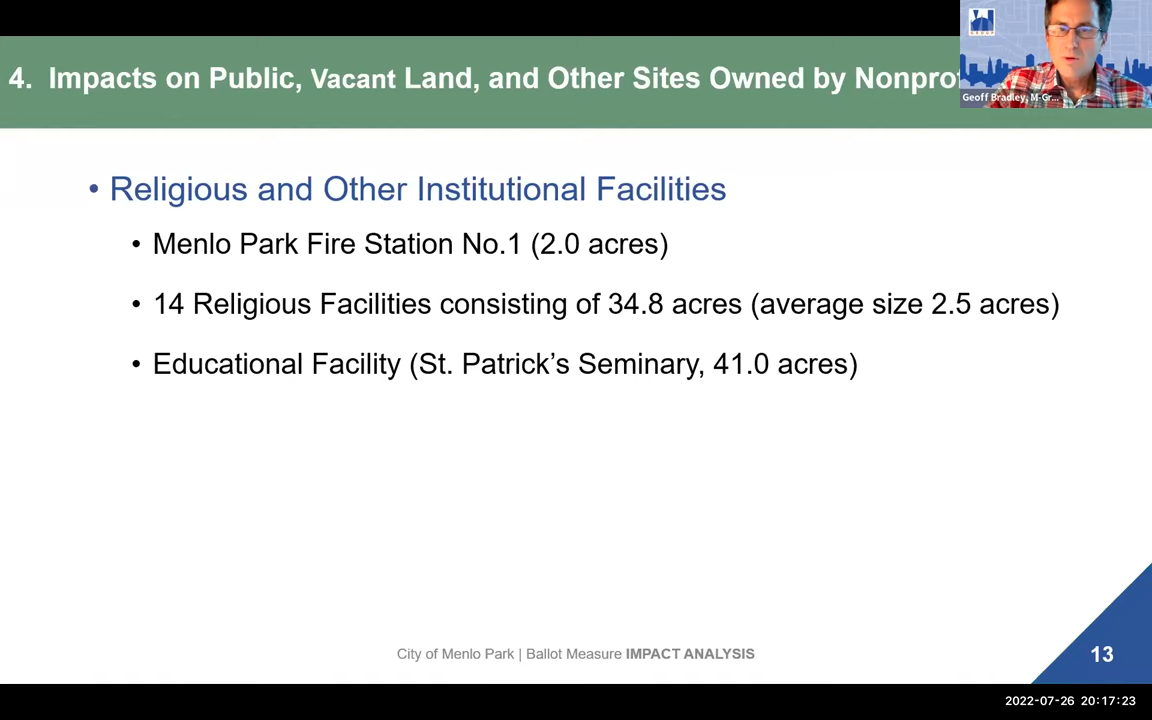 4. Impacts on Public, Vacant Land, and Other Sites Owned by Nonprof
Geoff Bradley, M-Gr...
• Religious and Other Institutional Facilities
• Menlo Park Fire Station No.1 (2.0 acres)
• 14 Religious Facilities consisting of 34.8 acres (average size 2.5 acres)
• Educational Facility (St. Patrick’s Seminary, 41.0 acres)
City of Menlo Park | Ballot Measure IMPACT ANALYSIS
13
2022-07-26 20:17:23